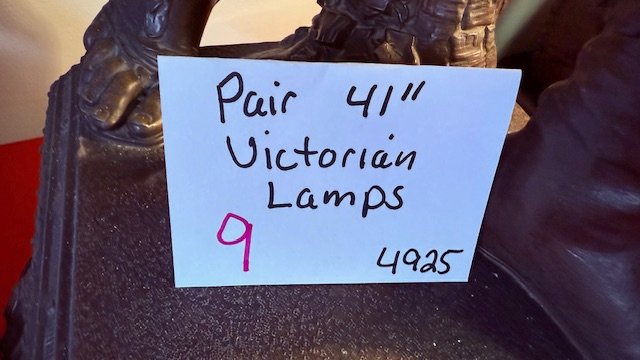 Pair 41"
Victorian
Lamps
9
4925